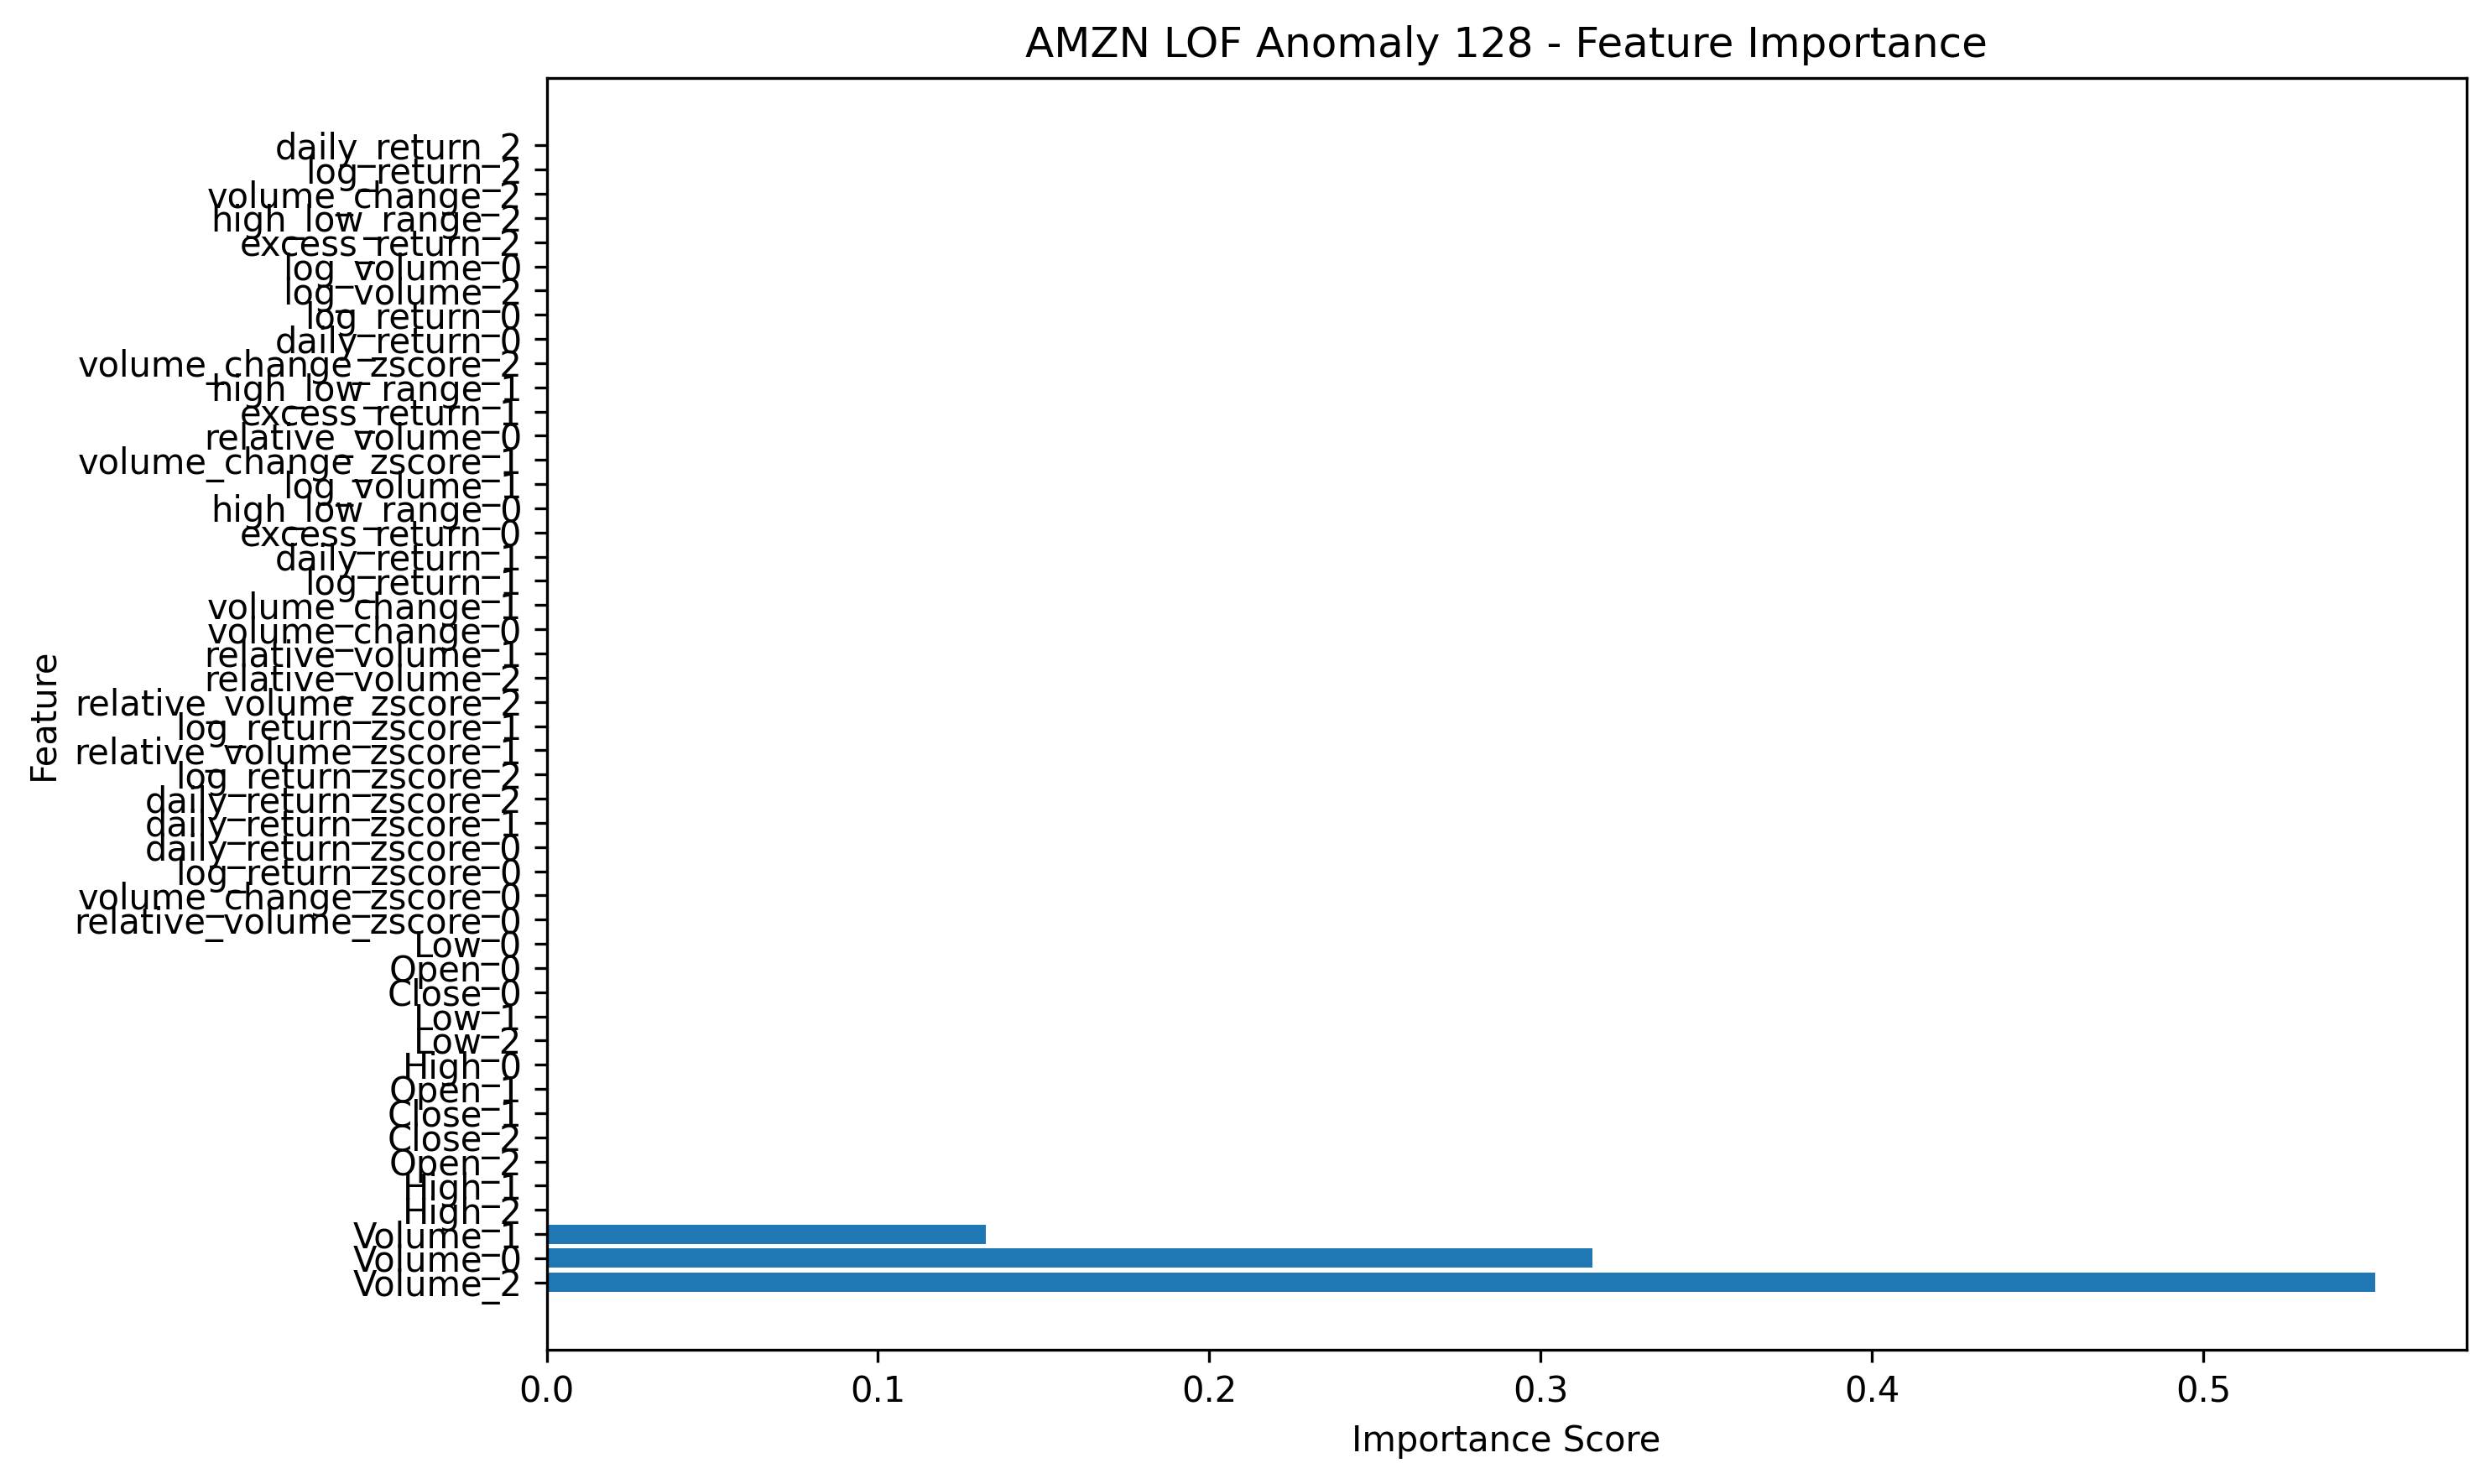 AMZN LOF Anomaly 128 - Feature Importance
daily_return_2
log_return_2
volume_change_2
high_low_range_2
excess_return_2
log_volume_0
log_volume_2
log_return_0
daily_return_0
volume_change_zscore_2
high_low_range_1
excess_return_1
relative_volume_0
volume_change_zscore_1
log_volume_1
high_low_range_0
excess_return_0
daily_return_1
log_return_1
volume_change_1
volume_change_0
relative_volume_1
relative_volume_2
relative_volume_zscore_2
log_return_zscore_1
relative_volume_zscore_1
log_return_zscore_2
daily_return_zscore_2
daily_return_zscore_1
daily_return_zscore_0
log_return_zscore_0
volume_change_zscore_0
relative_volume_zscore_0
Low_0
Open_0
Close_0
Low_1
Low_2
High_0
Open_1
Close_1
Close_2
Open_2
High_1
High_2
Volume_1
Volume_0
Volume_2
Feature
0.0 0.1 0.2 0.3 0.4 0.5
Importance Score